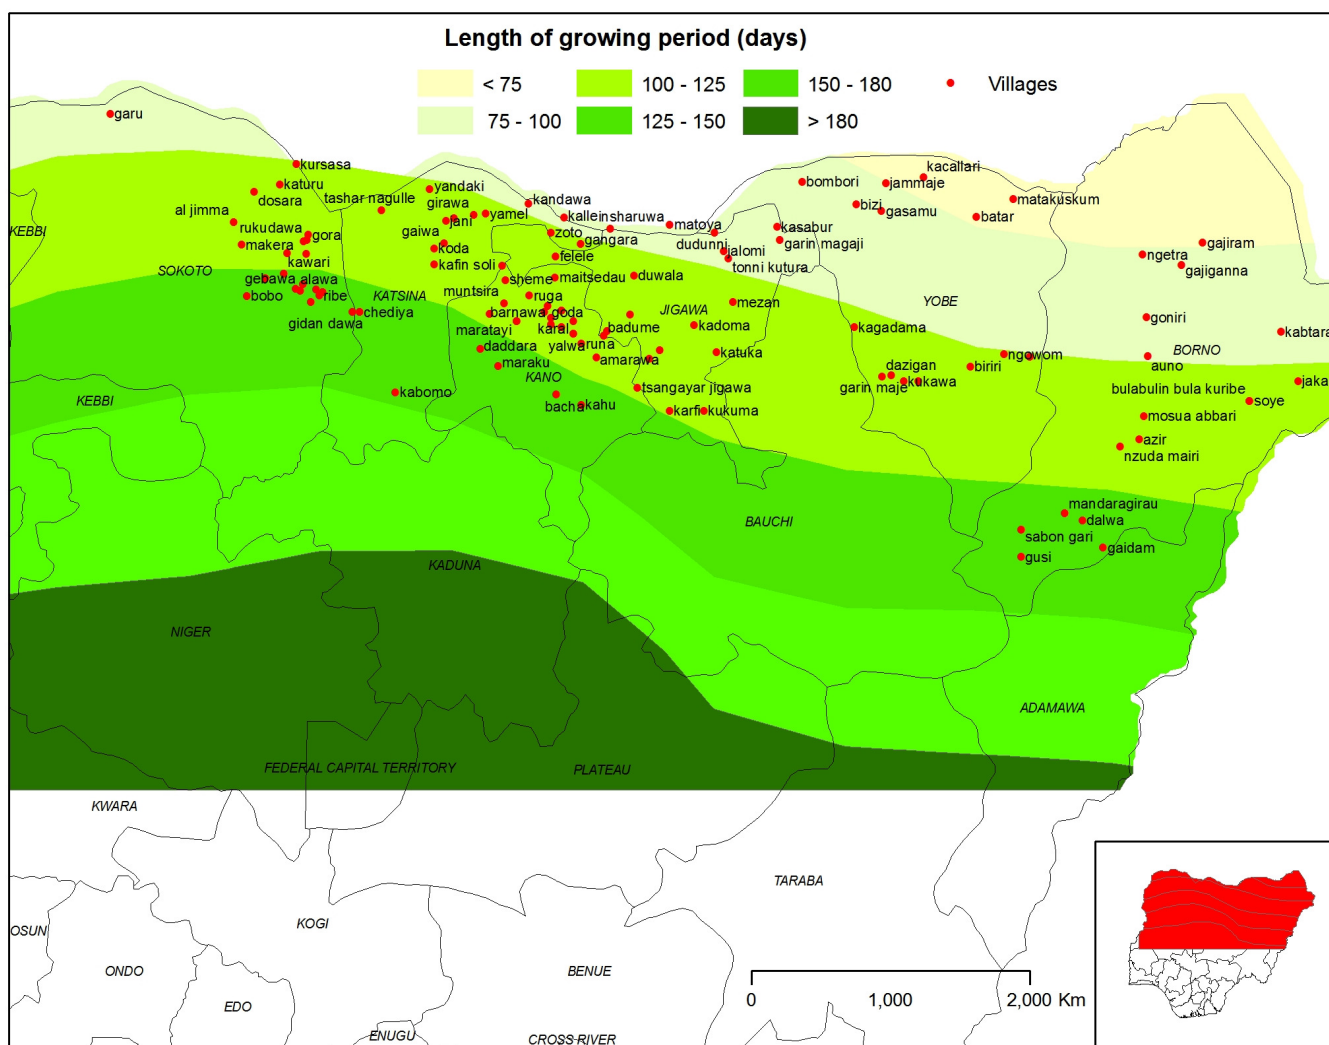 Length of growing period (days)
< 75
100 - 125
150 - 180
Villages
75 - 100
125 - 150
> 180
garu
kursasa
katuru
dosara
tashar nagulle
yandaki
girawa
jani
yamel
kandawa
kalleinsharuwa
matoya
bombori
kacallari
jammaje
bizi
gasamu
matakuskum
batar
al jimma
rukudawa
gora
makera
kawari
gaiwa
koda
kafin soli
zoto
gangara
felele
dudunni
jalomi
tonni kutura
kasabur
garin magaji
gajiram
ngetra
gajiganna
KEBBI
SOKOTO
gebawa
alawa
bobo
ribe
gidan dawa
chediya
KATSINA
sheme
maitsedau
duwala
muntsira
ruga
barnawa
goda
maratayi
karal
badume
JIGAWA
mezan
kadoma
YOBE
goniri
kabtara
kagadama
daddara
yalwa
aruna
amarawa
katuka
maraku
KANO
ngowom
BORNO
auno
dazigan
biriri
garin maje
kukawa
bulabulin bula kuribe
jaka
soye
kabomo
KEBBI
tsangayar jigawa
bacha
kahu
karfi
kukuma
mosua abbari
azir
nzuda mairi
mandaragirau
dalwa
sabon gari
gaidam
gusi
BAUCHI
KADUNA
NIGER
ADAMAWA
FEDERAL CAPITAL TERRITORY
PLATEAU
KWARA
TARABA
KOGI
OSUN
ONDO
BENUE
EDO
ENUGU
CROSS RIVER
0
1,000
2,000 Km